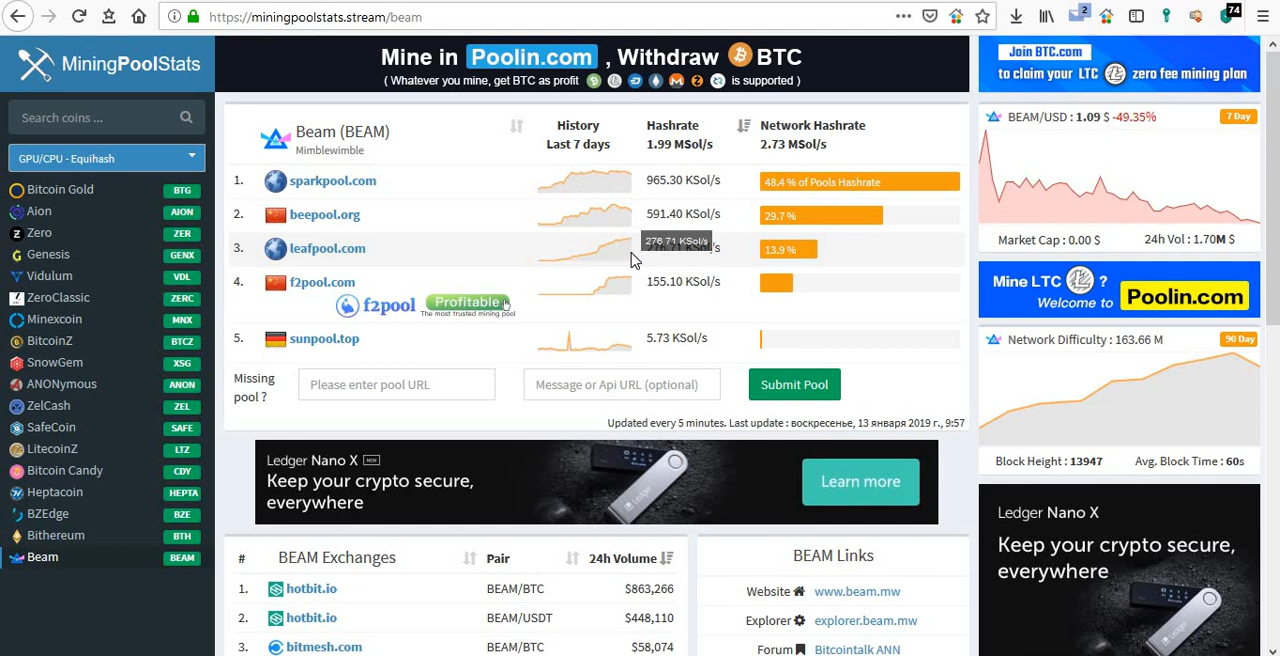 https://miningpoolstats.stream/beam
2
74
MiningPoolStats
Search coins ...
GPU/CPU - Equihash
Bitcoin Gold BTG
Aion AION
Zero ZER
Genesis GENX
Vidulum VDL
ZeroClassic ZERC
Minexcoin MNX
BitcoinZ BTCZ
SnowGem XSG
ANONymous ANON
ZelCash ZEL
SafeCoin SAFE
LitecoinZ LTZ
Bitcoin Candy CDY
Heptacoin HEPTA
BZEdge BZE
Bithereum BTH
Beam BEAM
Mine in Poolin.com , Withdraw BTC
( Whatever you mine, get BTC as profit is supported )
Beam (BEAM)
Mimblewimble
History
Last 7 days
Hashrate
1.99 MSol/s
Network Hashrate
2.73 MSol/s
1. sparkpool.com 965.30 KSol/s 48.4 % of Pools Hashrate
2. beepool.org 591.40 KSol/s 29.7 %
276.71 KSol/s
3. leafpool.com 276.71 KSol/s 13.9 %
4. f2pool.com 155.10 KSol/s
f2pool Profitable
The most trusted mining pool
5. sunpool.top 5.73 KSol/s
Missing
pool ?
Please enter pool URL
Message or Api URL (optional)
Submit Pool
Updated every 5 minutes. Last update : воскресенье, 13 января 2019 г., 9:57
Ledger Nano X NEW
Keep your crypto secure,
everywhere
Learn more
Ledger
# BEAM Exchanges Pair 24h Volume
1. hotbit.io BEAM/BTC $863,266
2. hotbit.io BEAM/USDT $448,110
3. bitmesh.com BEAM/BTC $58,074
BEAM Links
Website www.beam.mw
Explorer explorer.beam.mw
Forum Bitcointalk ANN
Join BTC.com
to claim your LTC zero fee mining plan
BEAM/USD : 1.09 $ -49.35% 7 Day
Market Cap : 0.00 $ 24h Vol : 1.70M $
Mine LTC ?
Welcome to Poolin.com
Network Difficulty : 163.66 M 90 Day
Block Height : 13947 Avg. Block Time : 60s
Ledger Nano X
Keep your crypto secure,
everywhere
Ledger